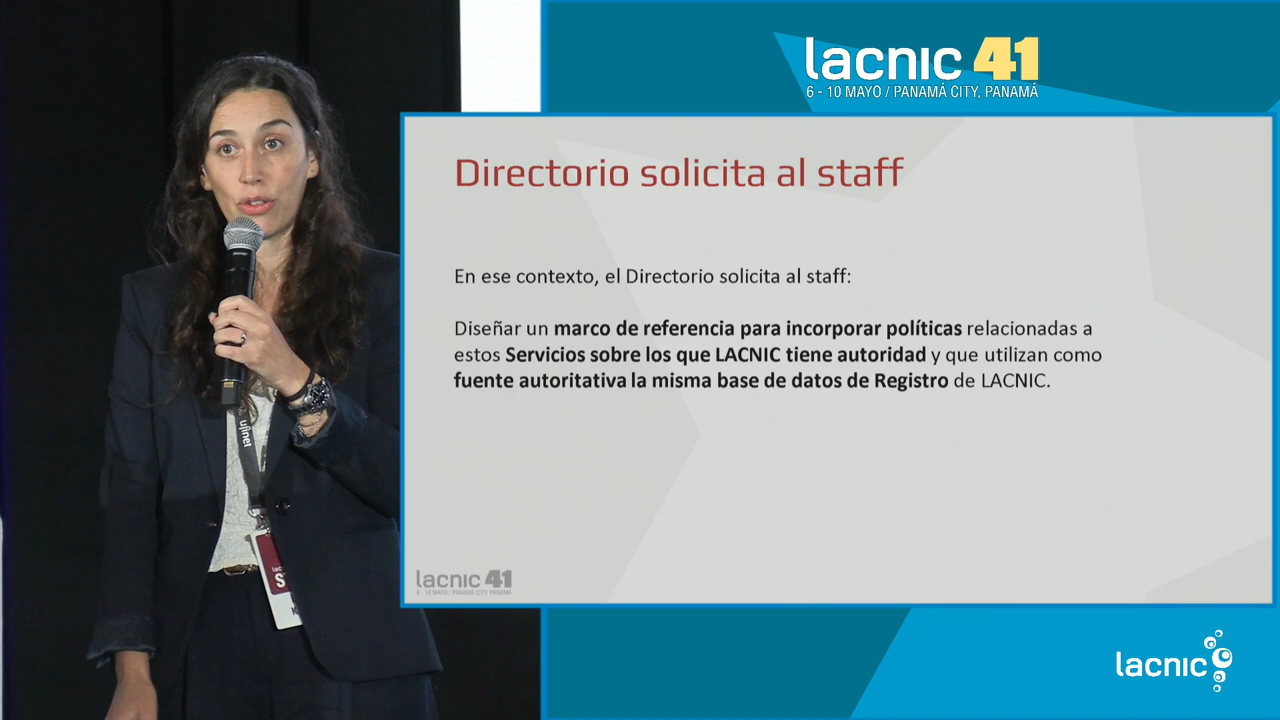 lacnic 41
6 - 10 MAYO / PANAMÁ CITY, PANAMÁ
Directorio solicita al staff
En ese contexto, el Directorio solicita al staff:
Diseñar un marco de referencia para incorporar políticas relacionadas a
estos Servicios sobre los que LACNIC tiene autoridad y que utilizan como
fuente autoritativa la misma base de datos de Registro de LACNIC.
lacnic 41
6 - 10 MAYO / PANAMÁ CITY, PANAMÁ
lacnic